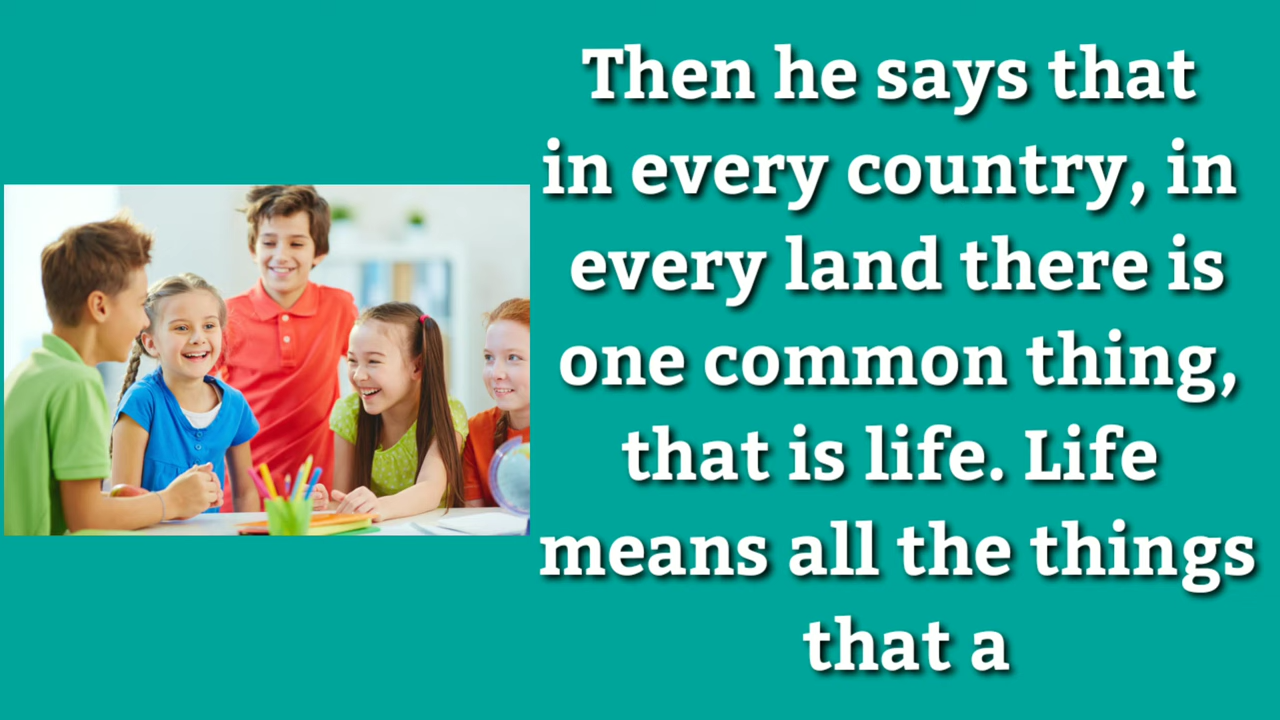 Then he says that
in every country, in
every land there is
one common thing,
that is life. Life
means all the things
that a